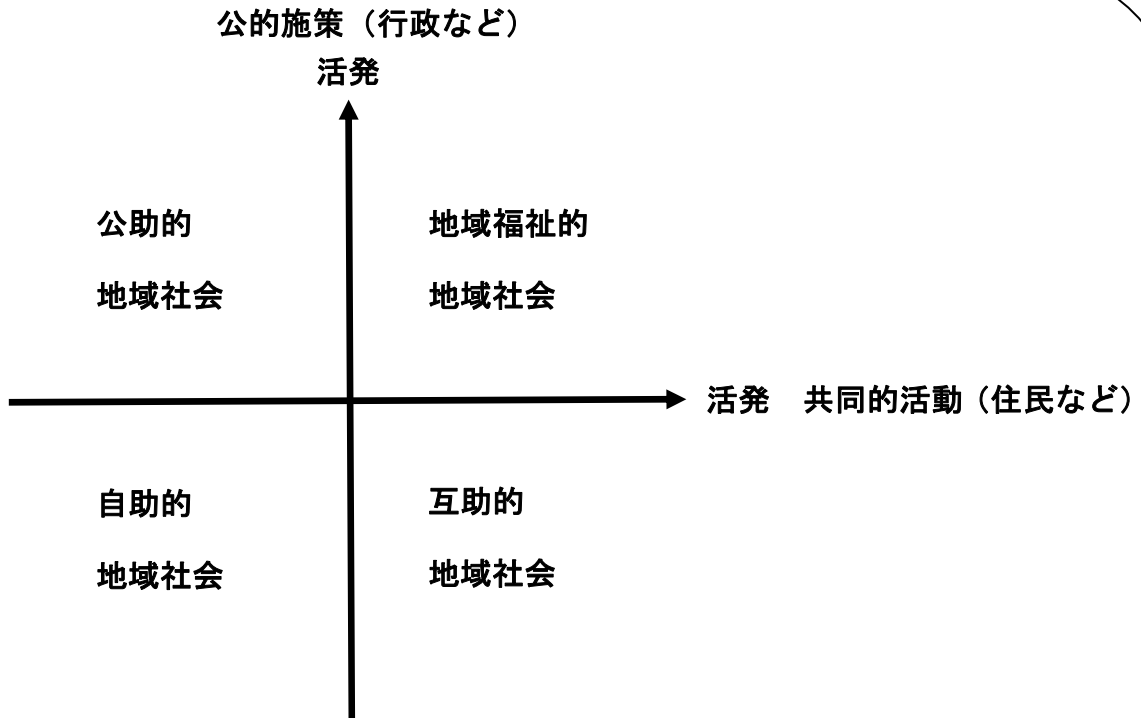 公的施策（行政など）
活発
公助的
地域社会
地域福祉的
地域社会
活発　共同的活動（住民など）
自助的
地域社会
互助的
地域社会